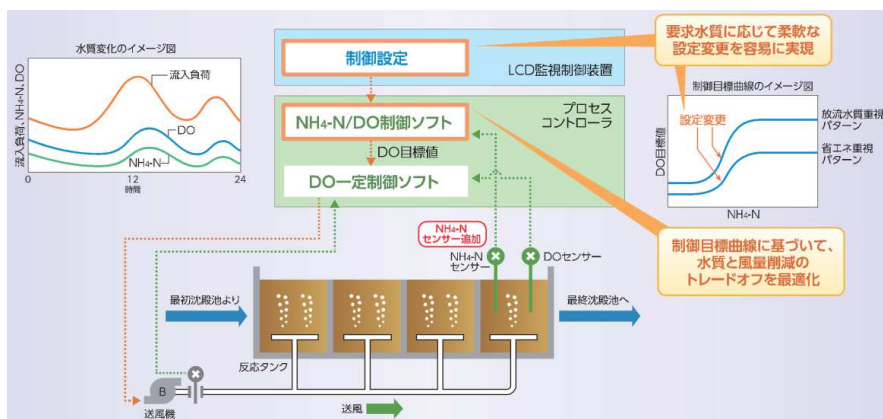 水質変化のイメージ図
流入負荷、NH4-N、DO
流入負荷
DO
NH4-N
0
12
24
時間
制御設定
LCD監視制御装置
NH4-N/DO制御ソフト
プロセス
コントローラ
DO目標値
DO一定制御ソフト
要求水質に応じて柔軟な
設定変更を容易に実現
制御目標曲線のイメージ図
DO目標値
設定変更
放流水質重視
パターン
省エネ重視
パターン
NH4-N
制御目標曲線に基づいて、
水質と風量削減の
トレードオフを最適化
NH4-N
センサー追加
NH4-N
センサー
DOセンサー
最初沈殿池より
最終沈殿池へ
反応タンク
B
送風機
送風